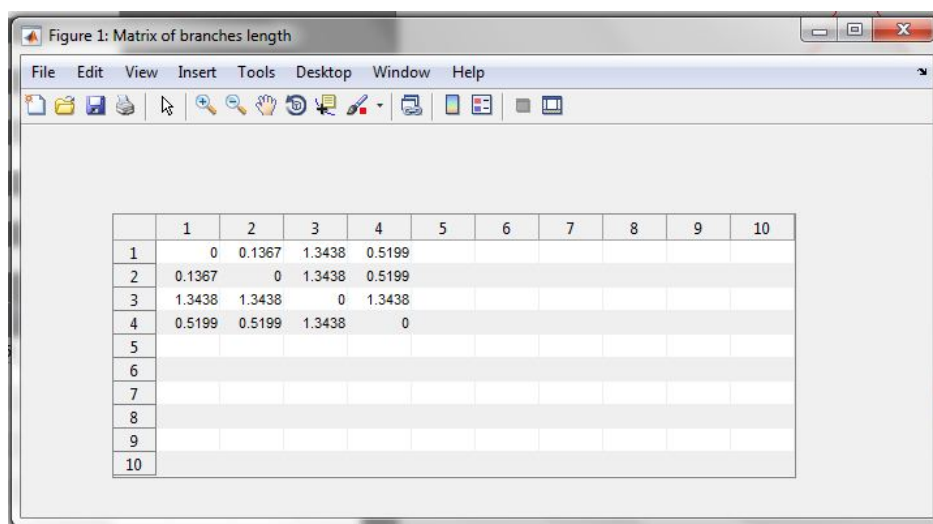 Figure 1: Matrix of branches length
File Edit View Insert Tools Desktop Window Help
1 2 3 4 5 6 7 8 9 10
1 0 0.1367 1.3438 0.5199
2 0.1367 0 1.3438 0.5199
3 1.3438 1.3438 0 1.3438
4 0.5199 0.5199 1.3438 0
5
6
7
8
9
10